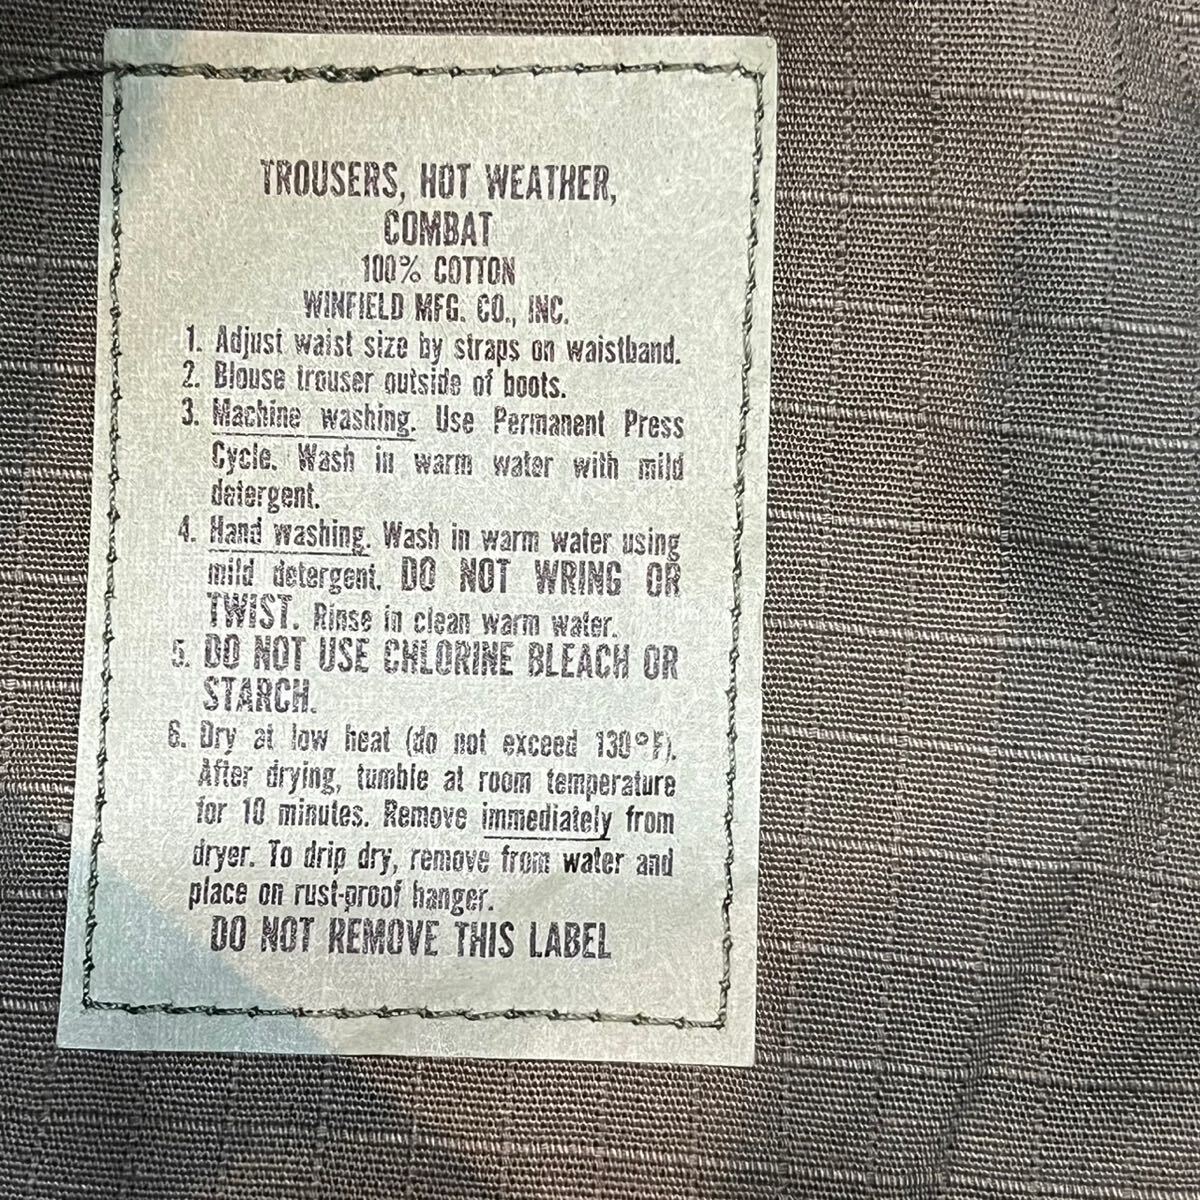 TROUSERS, HOT WEATHER,
COMBAT
100% COTTON
WINFIELD MFG. CO., INC.
1. Adjust waist size by straps on waistband.
2. Blouse trouser outside of boots.
3. Machine washing. Use Permanent Press
Cycle. Wash in warm water with mild
detergent.
4. Hand washing. Wash in warm water using
mild detergent. DO NOT WRING OR
TWIST. Rinse in clean warm water.
5. DO NOT USE CHLORINE BLEACH OR
STARCH.
6. Dry at low heat (do not exceed 130°F).
After drying, tumble at room temperature
for 10 minutes. Remove immediately from
dryer. To drip dry, remove from water and
place on rust-proof hanger.
DO NOT REMOVE THIS LABEL